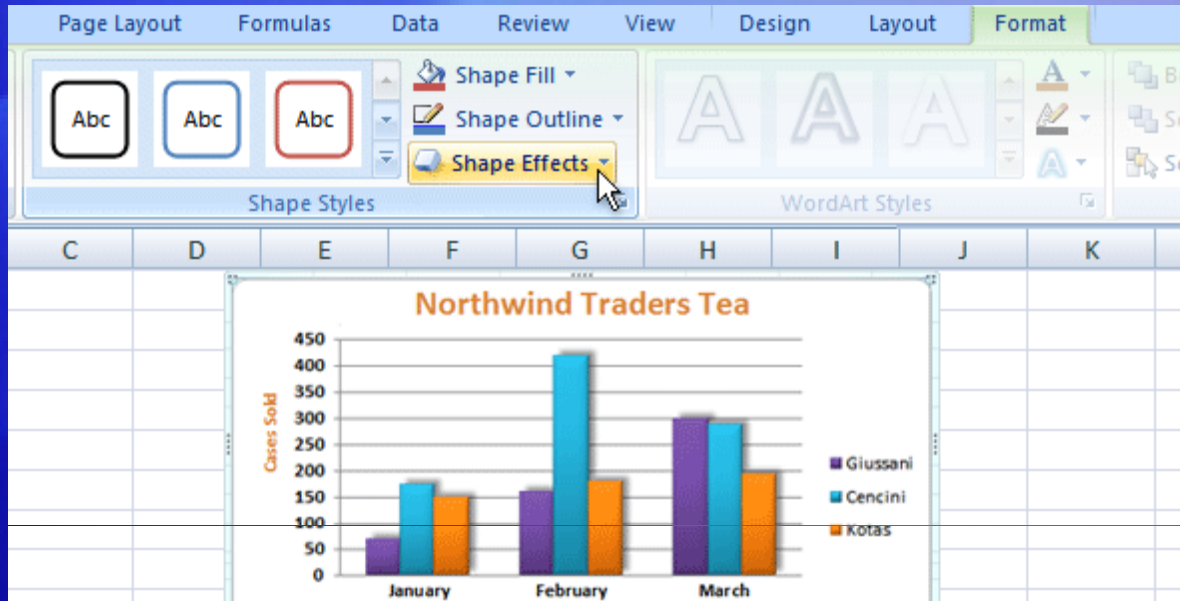 Page Layout Formulas Data Review View Design Layout Format
Abc Abc Abc
Shape Fill
Shape Outline
Shape Effects
A A A A
A
Shape Styles WordArt Styles
C D E F G H I J K
Northwind Traders Tea
Cases Sold
450
400
350
300
250
200
150
100
50
0
Giussani
Cencini
Kotas
January February March